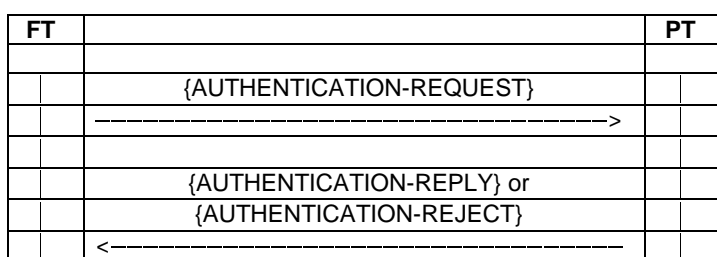 FT PT
{AUTHENTICATION-REQUEST}
{AUTHENTICATION-REPLY} or
{AUTHENTICATION-REJECT}